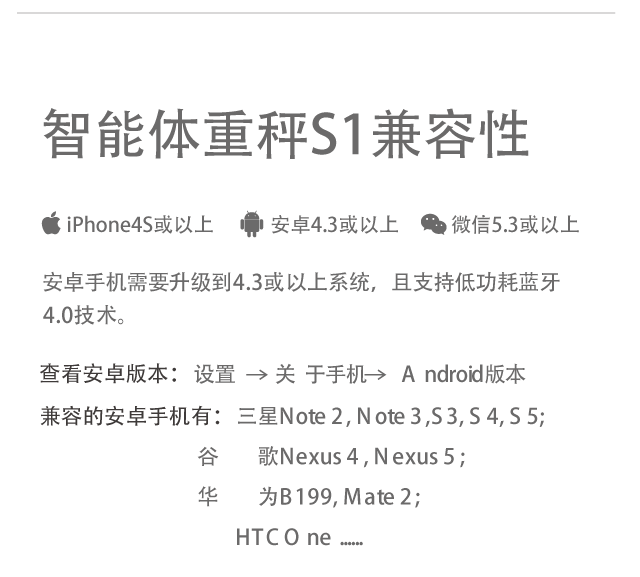 智能体重秤S1兼容性
iPhone4S或以上 安卓4.3或以上 微信5.3或以上
安卓手机需要升级到4.3或以上系统，且支持低功耗蓝牙
4.0技术。
查看安卓版本：设置 → 关 于手机→ A ndroid版本
兼容的安卓手机有：三星Note 2 , Note 3 ,S 3, S 4, S 5;
谷 歌Nexus 4 , Nexus 5 ;
华 为B 199, Mate 2 ;
HTC O ne ......